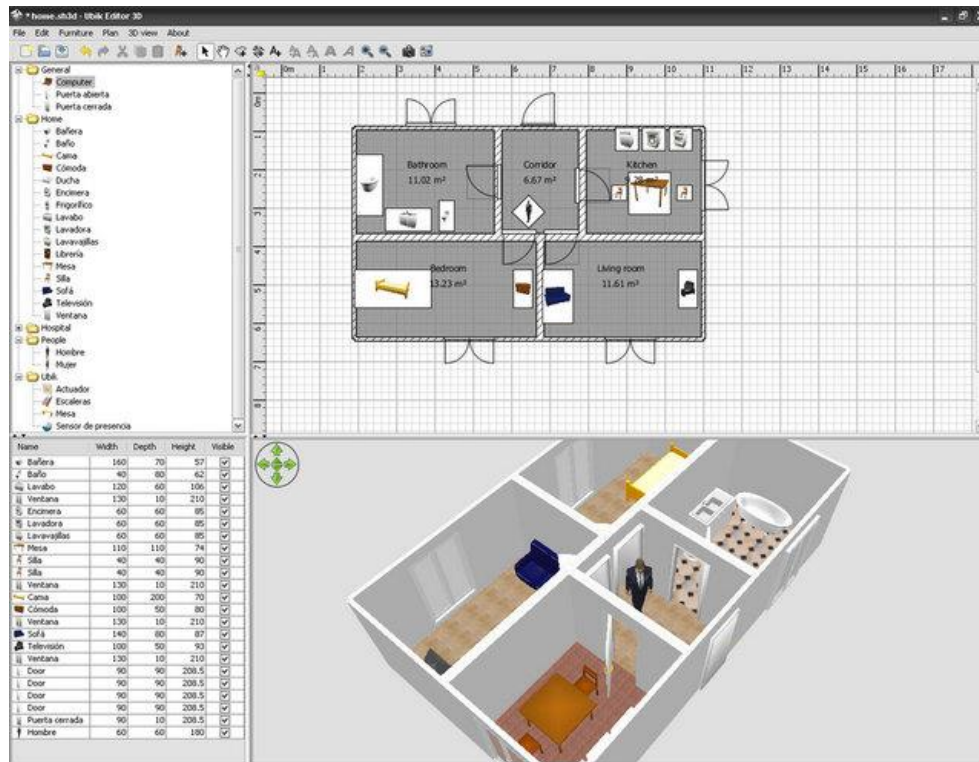 *home.sh3d - Ubik Editor 3D
File Edit Furniture Plan 3D view About
General
Computer
Puerta abierta
Puerta cerrada
Home
Bañera
Baño
Cama
Cómoda
Ducha
Encimera
Frigorífico
Lavabo
Lavadora
Lavavajillas
Librería
Mesa
Silla
Sofá
Televisión
Ventana
Hospital
People
Hombre
Mujer
Ubik
Actuador
Escaleras
Mesa
Sensor de presencia
0m 1 2 3 4 5 6 7 8 9 10 11 12 13 14 15 16 17
0m
1
2
3
4
5
6
7
8
Bathroom
11.02 m²
Corridor
6.67 m²
Kitchen
Bedroom
13.23 m²
Living room
11.61 m²
Name Width Depth Height Visible
Bañera 160 70 57
Baño 40 80 62
Lavabo 120 60 106
Ventana 130 10 210
Encimera 60 60 85
Lavadora 60 60 85
Lavavajillas 60 60 85
Mesa 110 110 74
Silla 40 40 90
Silla 40 40 90
Ventana 130 10 210
Cama 100 200 70
Cómoda 100 50 80
Ventana 130 10 210
Sofá 140 80 87
Televisión 100 50 93
Ventana 130 10 210
Door 90 90 208.5
Door 90 90 208.5
Door 90 90 208.5
Door 90 90 208.5
Puerta cerrada 90 10 208.5
Hombre 60 60 180